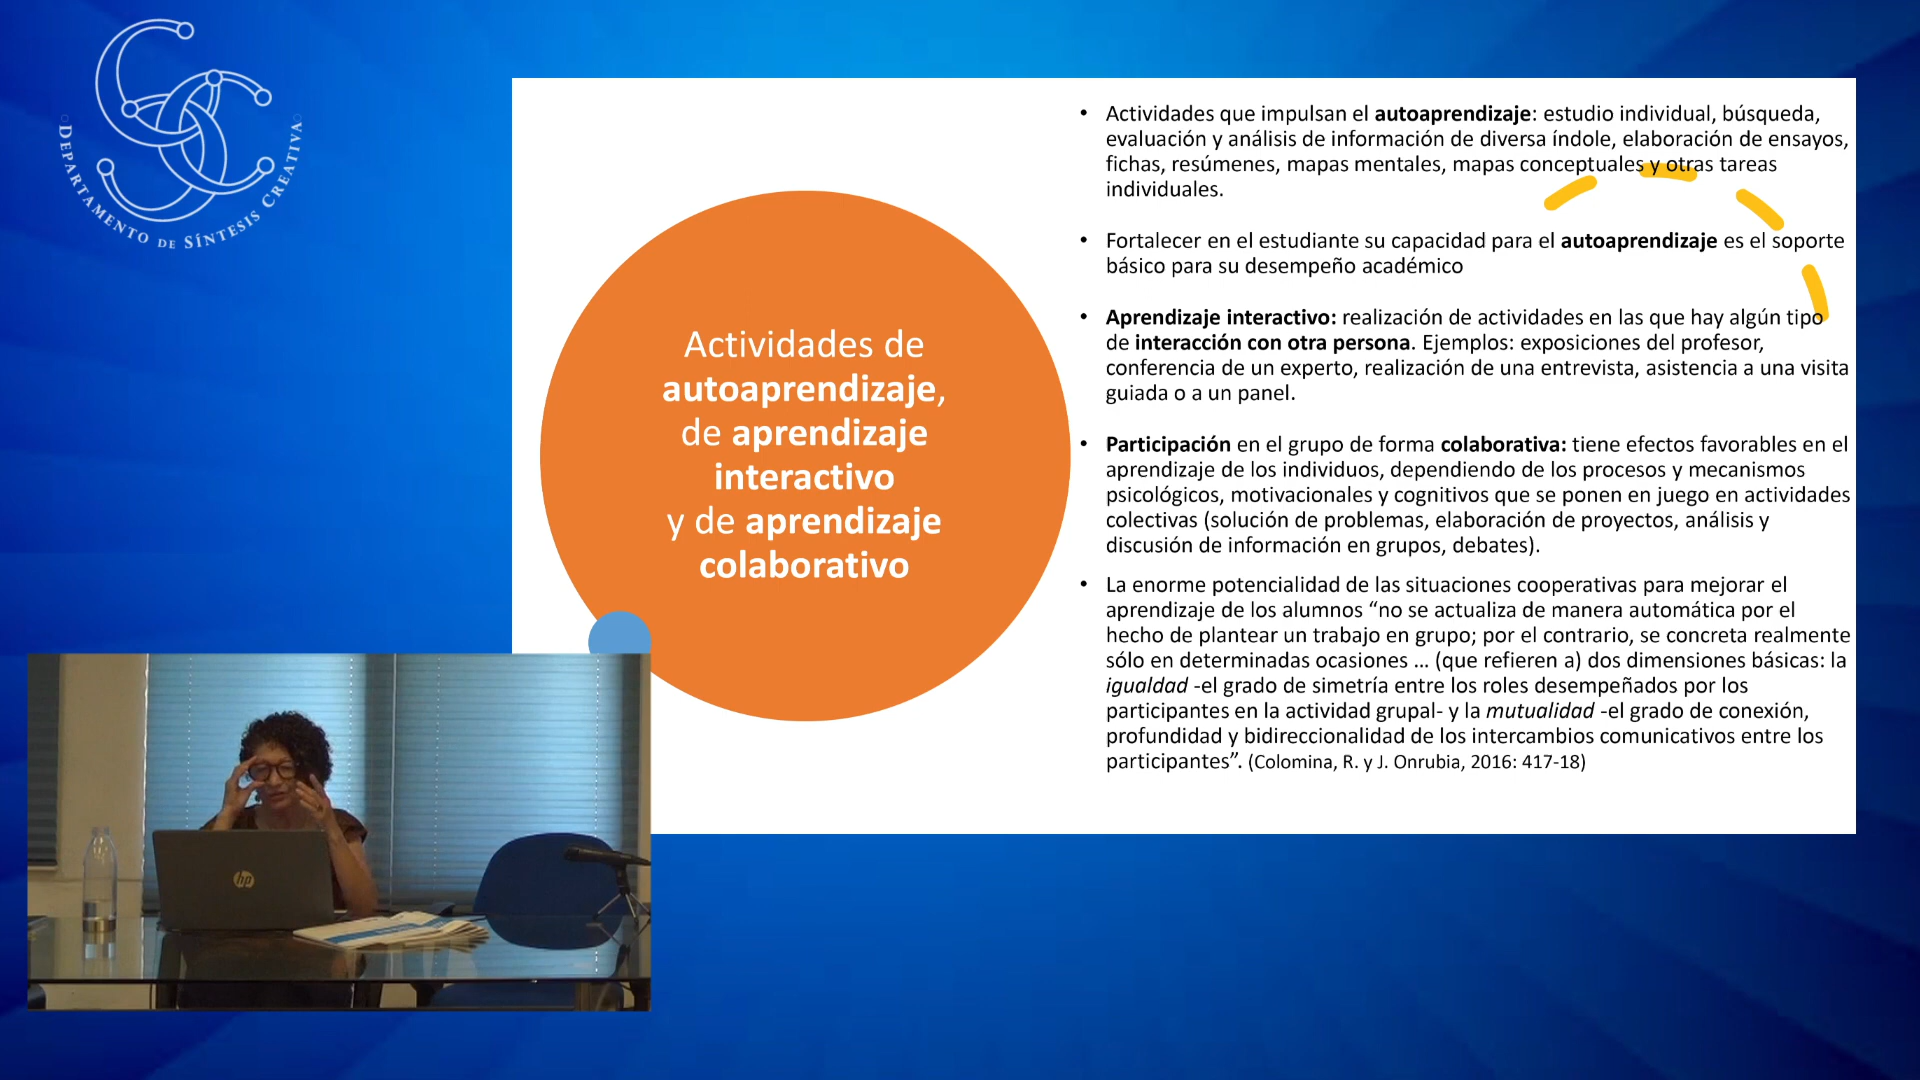 DEPARTAMENTO DE SÍNTESIS CREATIVA
Actividades de
autoaprendizaje,
de aprendizaje
interactivo
y de aprendizaje
colaborativo
• Actividades que impulsan el autoaprendizaje: estudio individual, búsqueda,
evaluación y análisis de información de diversa índole, elaboración de ensayos,
fichas, resúmenes, mapas mentales, mapas conceptuales y otras tareas
individuales.
• Fortalecer en el estudiante su capacidad para el autoaprendizaje es el soporte
básico para su desempeño académico
• Aprendizaje interactivo: realización de actividades en las que hay algún tipo
de interacción con otra persona. Ejemplos: exposiciones del profesor,
conferencia de un experto, realización de una entrevista, asistencia a una visita
guiada o a un panel.
• Participación en el grupo de forma colaborativa: tiene efectos favorables en el
aprendizaje de los individuos, dependiendo de los procesos y mecanismos
psicológicos, motivacionales y cognitivos que se ponen en juego en actividades
colectivas (solución de problemas, elaboración de proyectos, análisis y
discusión de información en grupos, debates).
• La enorme potencialidad de las situaciones cooperativas para mejorar el
aprendizaje de los alumnos “no se actualiza de manera automática por el
hecho de plantear un trabajo en grupo; por el contrario, se concreta realmente
sólo en determinadas ocasiones ... (que refieren a) dos dimensiones básicas: la
igualdad -el grado de simetría entre los roles desempeñados por los
participantes en la actividad grupal- y la mutualidad -el grado de conexión,
profundidad y bidireccionalidad de los intercambios comunicativos entre los
participantes”. (Colomina, R. y J. Onrubia, 2016: 417-18)
hp